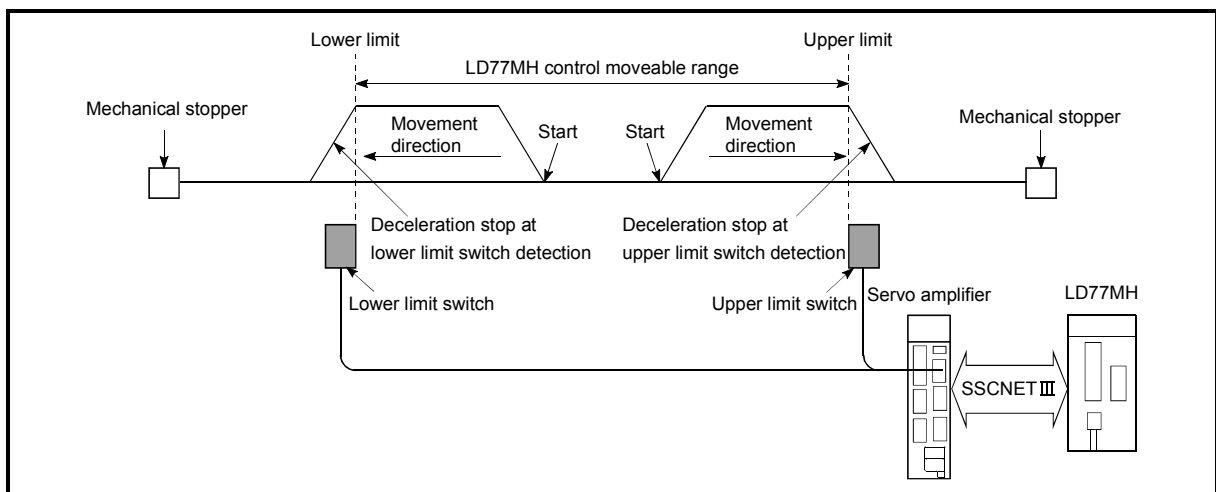 Lower limit
Upper limit
LD77MH control moveable range
Mechanical stopper
Movement
direction
Start
Start
Movement
direction
Mechanical stopper
Deceleration stop at
lower limit switch detection
Deceleration stop at
upper limit switch detection
Lower limit switch
Upper limit switch
Servo amplifier
LD77MH
SSCNETⅢ